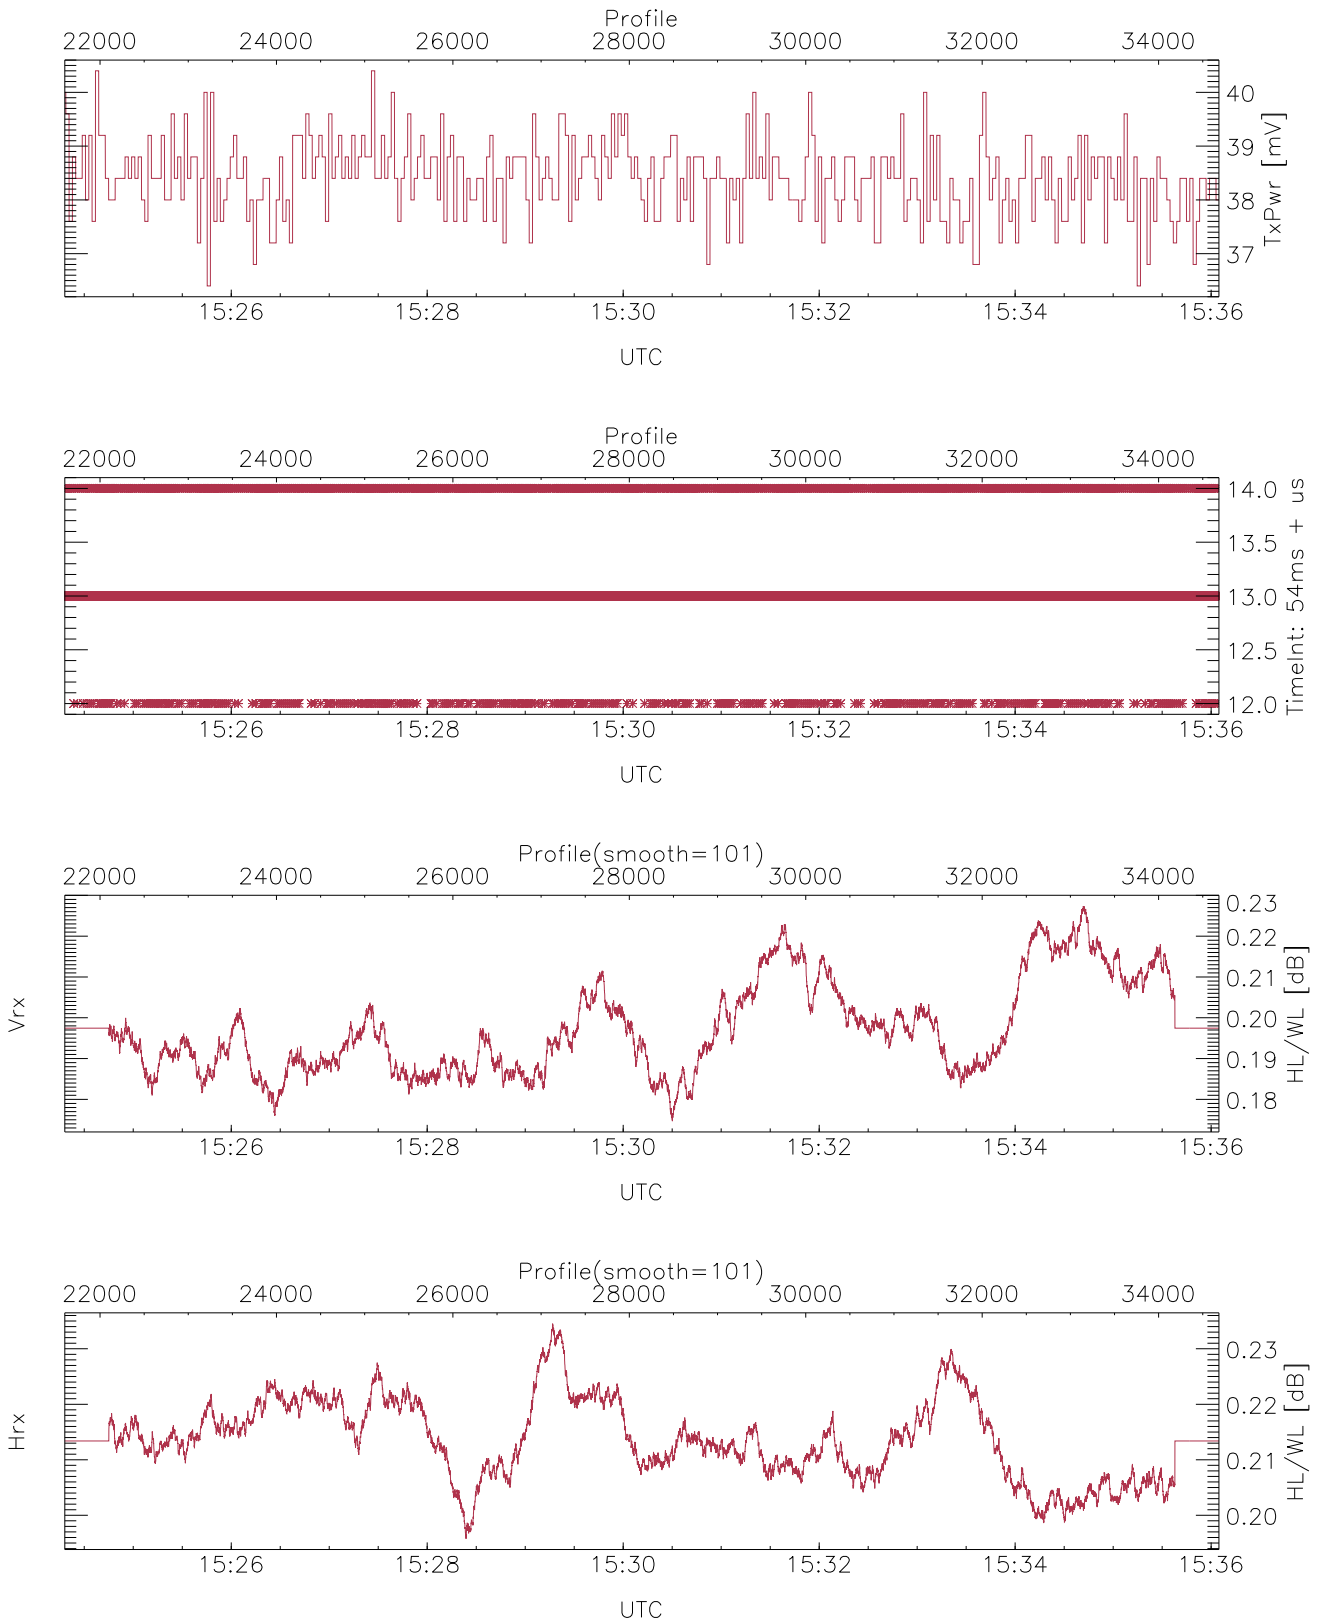 Profile
22000 24000 26000 28000 30000 32000 34000
40
39
38
37
TxPwr [mV]
15:26 15:28 15:30 15:32 15:34 15:36
UTC
Profile
22000 24000 26000 28000 30000 32000 34000
14.0
13.5
13.0
12.5
12.0
TimeInt: 54ms + us
15:26 15:28 15:30 15:32 15:34 15:36
UTC
Profile(smooth=101)
22000 24000 26000 28000 30000 32000 34000
Vrx
0.23
0.22
0.21
0.20
0.19
0.18
HL/WL [dB]
15:26 15:28 15:30 15:32 15:34 15:36
UTC
Profile(smooth=101)
22000 24000 26000 28000 30000 32000 34000
Hrx
0.23
0.22
0.21
0.20
HL/WL [dB]
15:26 15:28 15:30 15:32 15:34 15:36
UTC